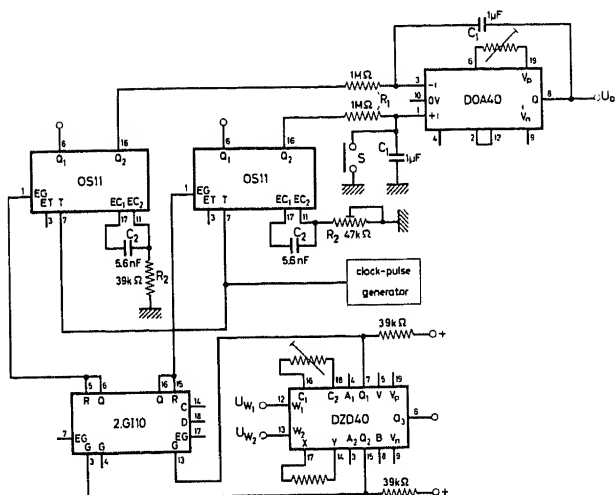 1μF
C1
6 19
Vp
1MΩ
3 -i
10 0V
R1
DOA40
Q 8 U0
1MΩ
1 +i
Vn
4 2 12 9
S
C1 1μF
6 16
Q1 Q2
OS11
1 EG
ET T EC1 EC2
3 7 17 11
C2
5.6nF
39kΩ R2
6 16
Q1 Q2
OS11
1 EG
ET T EC1 EC2
3 7 17 11
C2
5.6nF
R2 47kΩ
clock-pulse
generator
39kΩ +
5 6 16 15
R Q Q R
C 14
2.GI10
D 18
7 EG
EG 17
G G G
3 4 13
16 18 4 7 5 19
C1 C2 A1 Q1 V Vp
UW1 12 W1
DZD40
Q3 6
UW2 13 W2
X Y A2 Q2 B Vn
17 14 3 15 8 9
39kΩ +